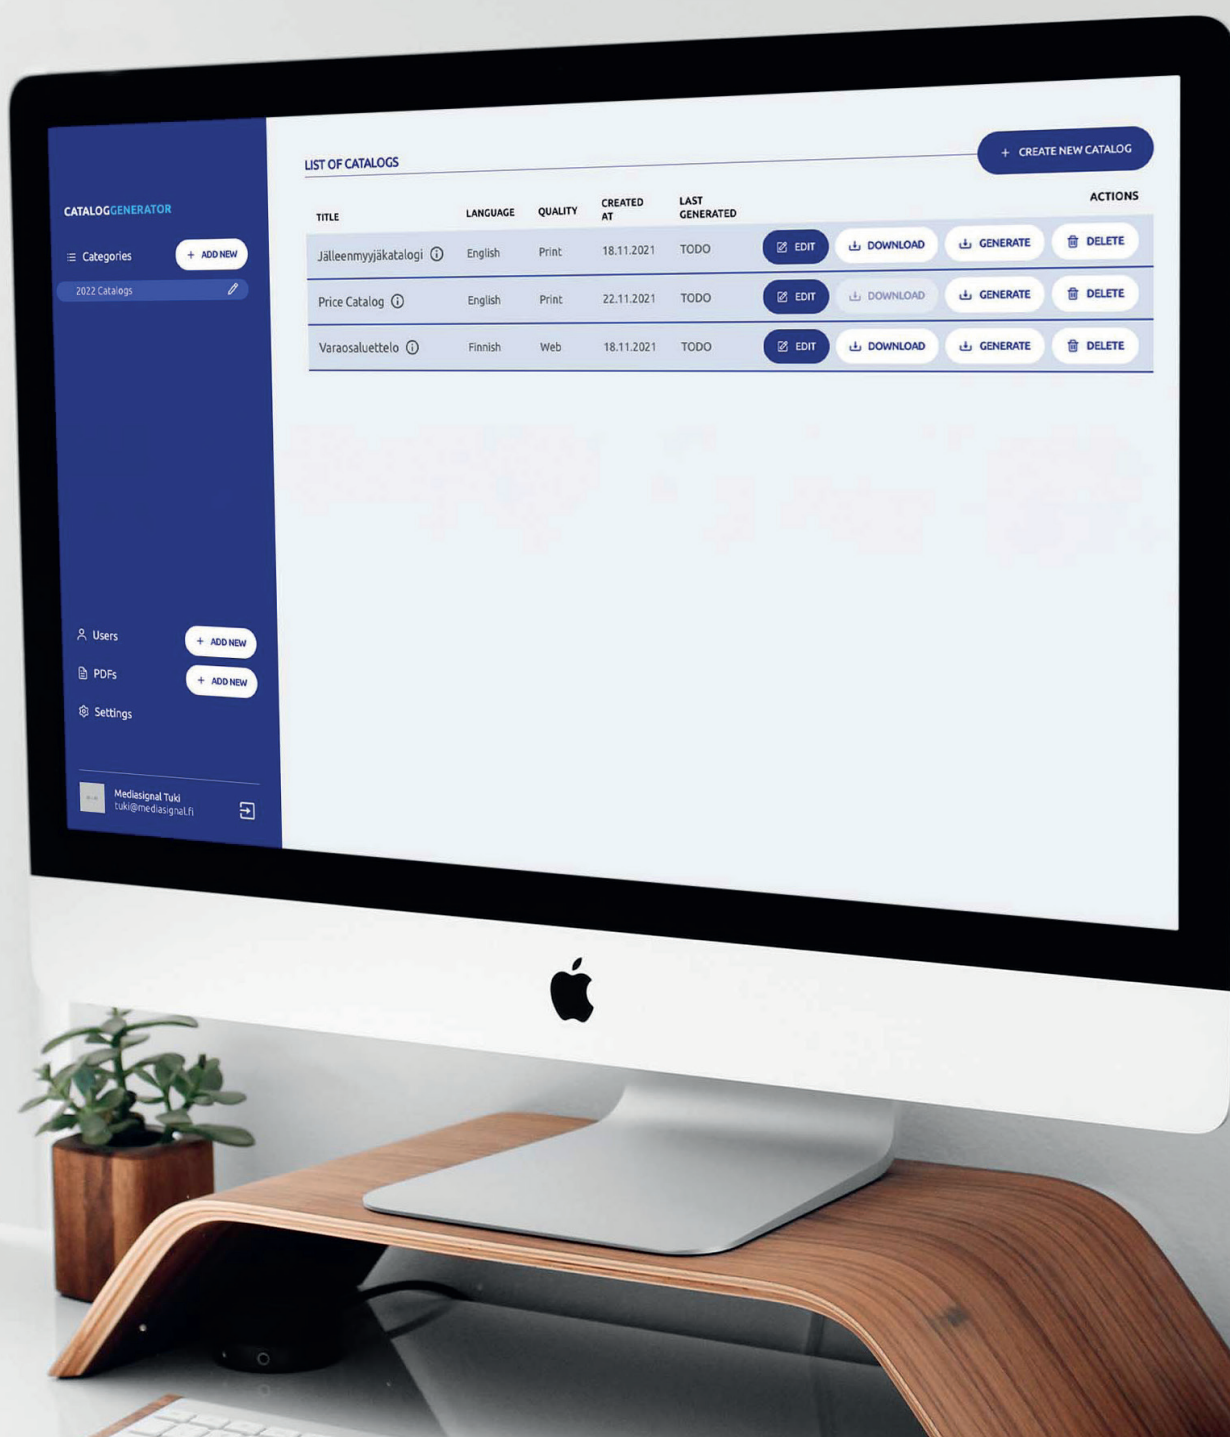 CATALOGGENERATOR
Categories
+ ADD NEW
2022 Catalogs
Users
+ ADD NEW
PDFs
+ ADD NEW
Settings
Mediasignal Tuki
tuki@mediasignal.fi
LIST OF CATALOGS
+ CREATE NEW CATALOG
TITLE LANGUAGE QUALITY CREATED AT LAST GENERATED ACTIONS
Jälleenmyyjäkatalogi English Print 18.11.2021 TODO EDIT DOWNLOAD GENERATE DELETE
Price Catalog English Print 22.11.2021 TODO EDIT DOWNLOAD GENERATE DELETE
Varaosaluettelo Finnish Web 18.11.2021 TODO EDIT DOWNLOAD GENERATE DELETE